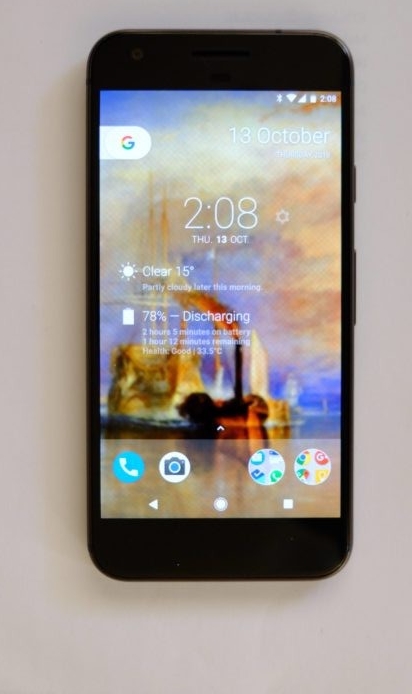 2:08
G
13 October
2:08
THU. 13 OCT.
Clear 15°
Partly cloudy later this morning.
78% — Discharging
2 hours 5 minutes on battery
1 hour 12 minutes remaining
Health: Good | 33.5°C